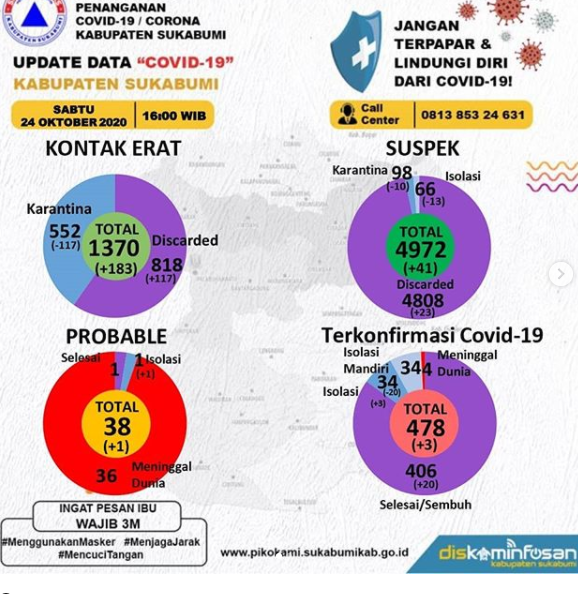 PENANGANAN
COVID-19 / CORONA
KABUPATEN SUKABUMI
UPDATE DATA “COVID-19”
KABUPATEN SUKABUMI
SABTU
24 OKTOBER 2020
16:00 WIB
JANGAN
TERPAPAR &
LINDUNGI DIRI
DARI COVID-19!
Call
Center
0813 853 24 631
KONTAK ERAT
Karantina
552
(-117)
TOTAL
1370
(+183)
Discarded
818
(+117)
SUSPEK
Karantina 98
(-10)
Isolasi
66
(-13)
TOTAL
4972
(+41)
Discarded
4808
(+23)
PROBABLE
Selesai
1
1 Isolasi
(+1)
TOTAL
38
(+1)
36
Meninggal
Dunia
Terkonfirmasi Covid-19
Isolasi
Mandiri
34
(-20)
Isolasi
(+3)
34
4
Meninggal
Dunia
TOTAL
478
(+3)
406
(+20)
Selesai/Sembuh
INGAT PESAN IBU
WAJIB 3M
#MenggunakanMasker #MenjagaJarak
#MencuciTangan
www.pikokami.sukabumikab.go.id
diskominfosan
kabupaten sukabumi